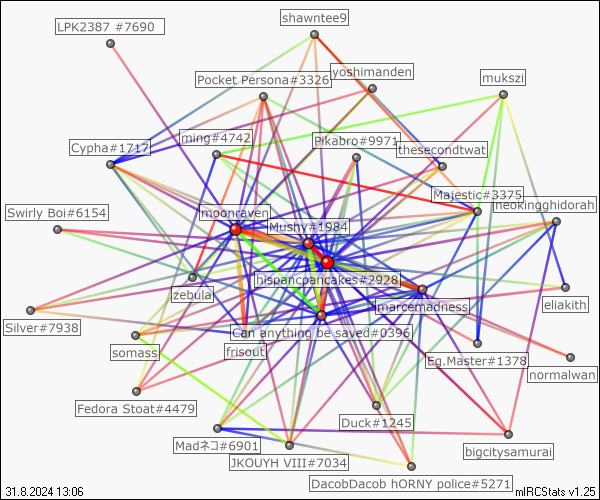 shawntee9
LPK2387 #7690
yoshimanden
Pocket Persona#3326
mukszi
ming#4742
Pikabro#9971
Cypha#1717
thesecondtwat
Majestic#3375
neokingghidorah
Swirly Boi#6154
moonraven
Mushy#1984
hispancpancakes#2928
zebula
marcemadness
eliakith
Silver#7938
Can anything be saved#0396
somass
frisout
Eg.Master#1378
normalwan
Fedora Stoat#4479
Duck#1245
Madネコ#6901
bigcitysamurai
JKOUYH VIII#7034
DacobDacob hORNY police#5271
31.8.2024 13:06
mIRCStats v1.25